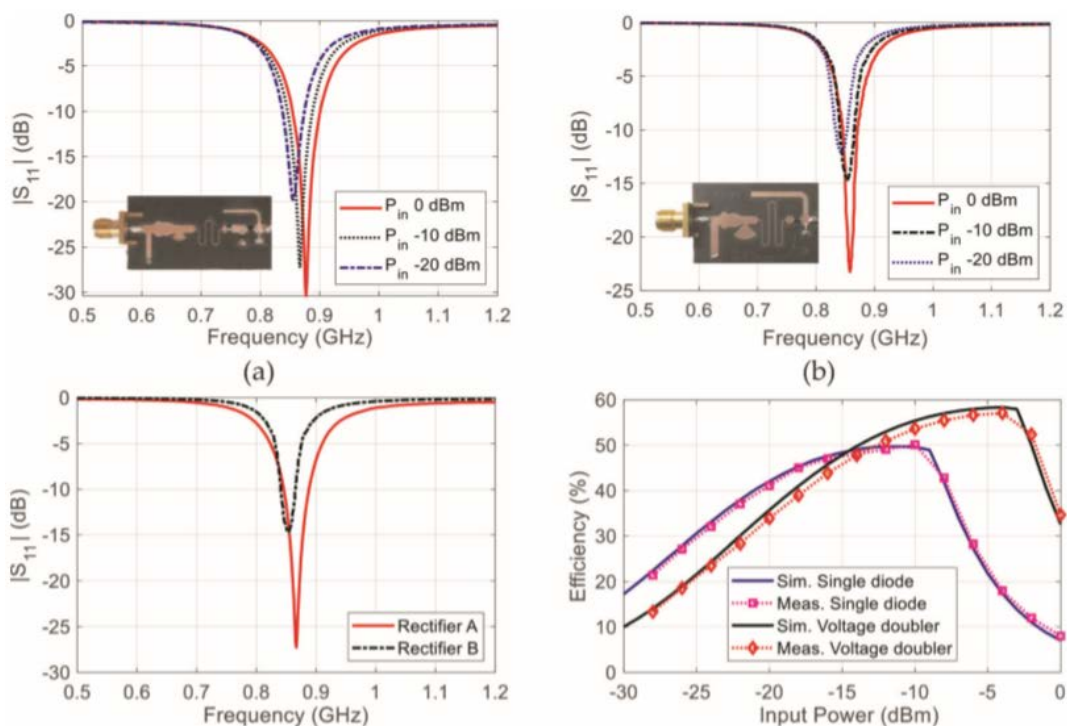 0
-5
-10
-15
-20
-25
-30
|S11| (dB)
P_in 0 dBm
P_in -10 dBm
P_in -20 dBm
0.5 0.6 0.7 0.8 0.9 1 1.1 1.2
Frequency (GHz)
(a)
0
-5
-10
-15
-20
-25
|S11| (dB)
P_in 0 dBm
P_in -10 dBm
P_in -20 dBm
0.5 0.6 0.7 0.8 0.9 1 1.1 1.2
Frequency (GHz)
(b)
0
-5
-10
-15
-20
-25
-30
|S11| (dB)
Rectifier A
Rectifier B
0.5 0.6 0.7 0.8 0.9 1 1.1 1.2
Frequency (GHz)
60
50
40
30
20
10
0
Efficiency (%)
Sim. Single diode
Meas. Single diode
Sim. Voltage doubler
Meas. Voltage doubler
-30 -25 -20 -15 -10 -5 0
Input Power (dBm)